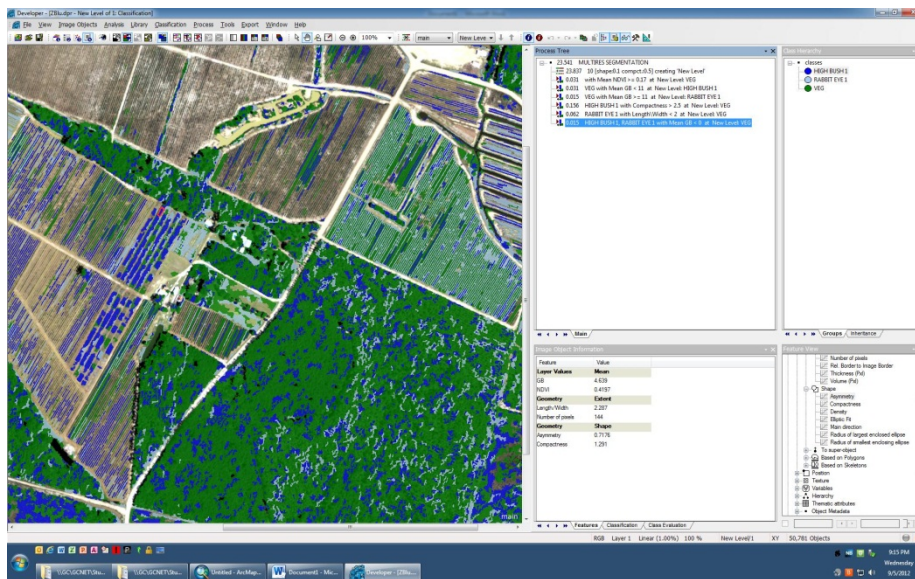 Developer - [ZBlu.dpr - New Level of 1: Classification]
File View Image Objects Analysis Library Classification Process Tools Export Window Help
100% main New Leve
Process Tree
23.541 MULTIRES SEGMENTATION
23.837 10 [shape:0.1 compct.:0.5] creating 'New Level'
0.031 with Mean NDVI >= 0.17 at New Level: VEG
0.031 VEG with Mean GB < 11 at New Level: HIGH BUSH 1
0.015 VEG with Mean GB >= 11 at New Level: RABBIT EYE 1
0.156 HIGH BUSH 1 with Compactness > 2.5 at New Level: VEG
0.062 RABBIT EYE 1 with Length\Width < 2 at New Level: VEG
0.015 HIGH BUSH 1, RABBIT EYE 1 with Mean GB < 0 at New Level: VEG
Main
Class Hierarchy
classes
HIGH BUSH 1
RABBIT EYE 1
VEG
Groups Inheritance
Image Object Information
Feature Value
Layer Values Mean
GB 4.639
NDVI 0.4197
Geometry Extent
Length/Width 2.287
Number of pixels 144
Geometry Shape
Asymmetry 0.7176
Compactness 1.291
Features Classification Class Evaluation
Feature View
Number of pixels
Rel. Border to Image Border
Thickness (Pxl)
Volume (Pxl)
Shape
Asymmetry
Compactness
Density
Elliptic Fit
Main direction
Radius of largest enclosed ellipse
Radius of smallest enclosing ellipse
To super-object
Based on Polygons
Based on Skeletons
Position
Texture
Variables
Hierarchy
Thematic attributes
Object Metadata
main
RGB Layer 1 Linear (1.00%) 100 % New Level/1 XY 50,781 Objects
\\GC\GCNET\Stu... \\GC\GCNET\Stu... Untitled - ArcMap... Document1 - Mic... Developer - [ZBlu...
9:15 PM
Wednesday
9/5/2012